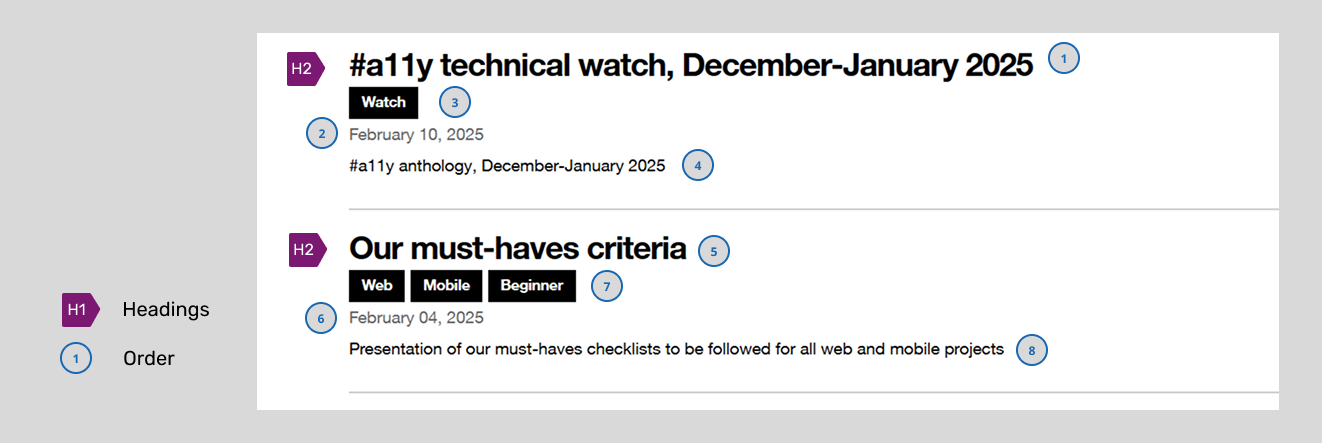 H2 #a11y technical watch, December-January 2025 1
Watch 3
2 February 10, 2025
#a11y anthology, December-January 2025 4
H2 Our must-haves criteria 5
Web Mobile Beginner 7
6 February 04, 2025
Presentation of our must-haves checklists to be followed for all web and mobile projects 8
H1 Headings
1 Order